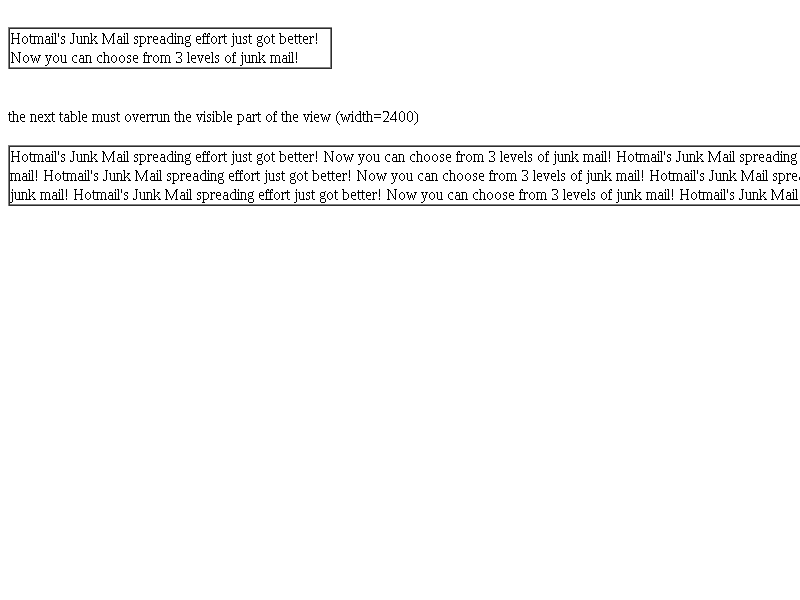 Hotmail's Junk Mail spreading effort just got better!
Now you can choose from 3 levels of junk mail!
the next table must overrun the visible part of the view (width=2400)
Hotmail's Junk Mail spreading effort just got better! Now you can choose from 3 levels of junk mail! Hotmail's Junk Mail spreading
mail! Hotmail's Junk Mail spreading effort just got better! Now you can choose from 3 levels of junk mail! Hotmail's Junk Mail sprea
junk mail! Hotmail's Junk Mail spreading effort just got better! Now you can choose from 3 levels of junk mail! Hotmail's Junk Mail